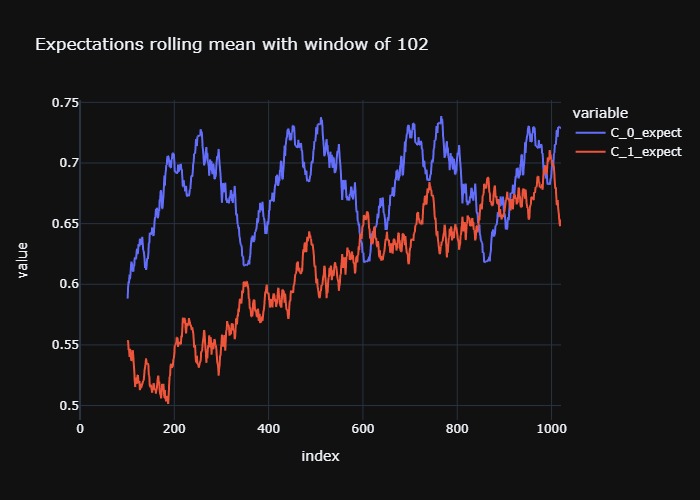 Expectations rolling mean with window of 102
variable
C_0_expect
C_1_expect
0.75
0.7
0.65
0.6
0.55
0.5
value
0
200
400
600
800
1000
index